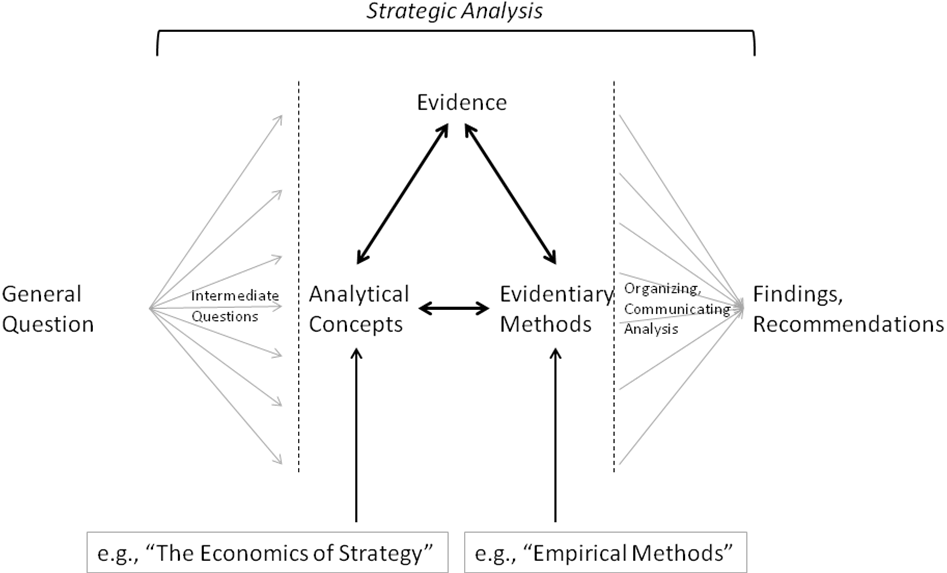 Strategic Analysis
Evidence
General
Question
Intermediate
Questions
Analytical
Concepts
Evidentiary
Methods
Organizing,
Communicating
Analysis
Findings,
Recommendations
e.g., “The Economics of Strategy”
e.g., “Empirical Methods”